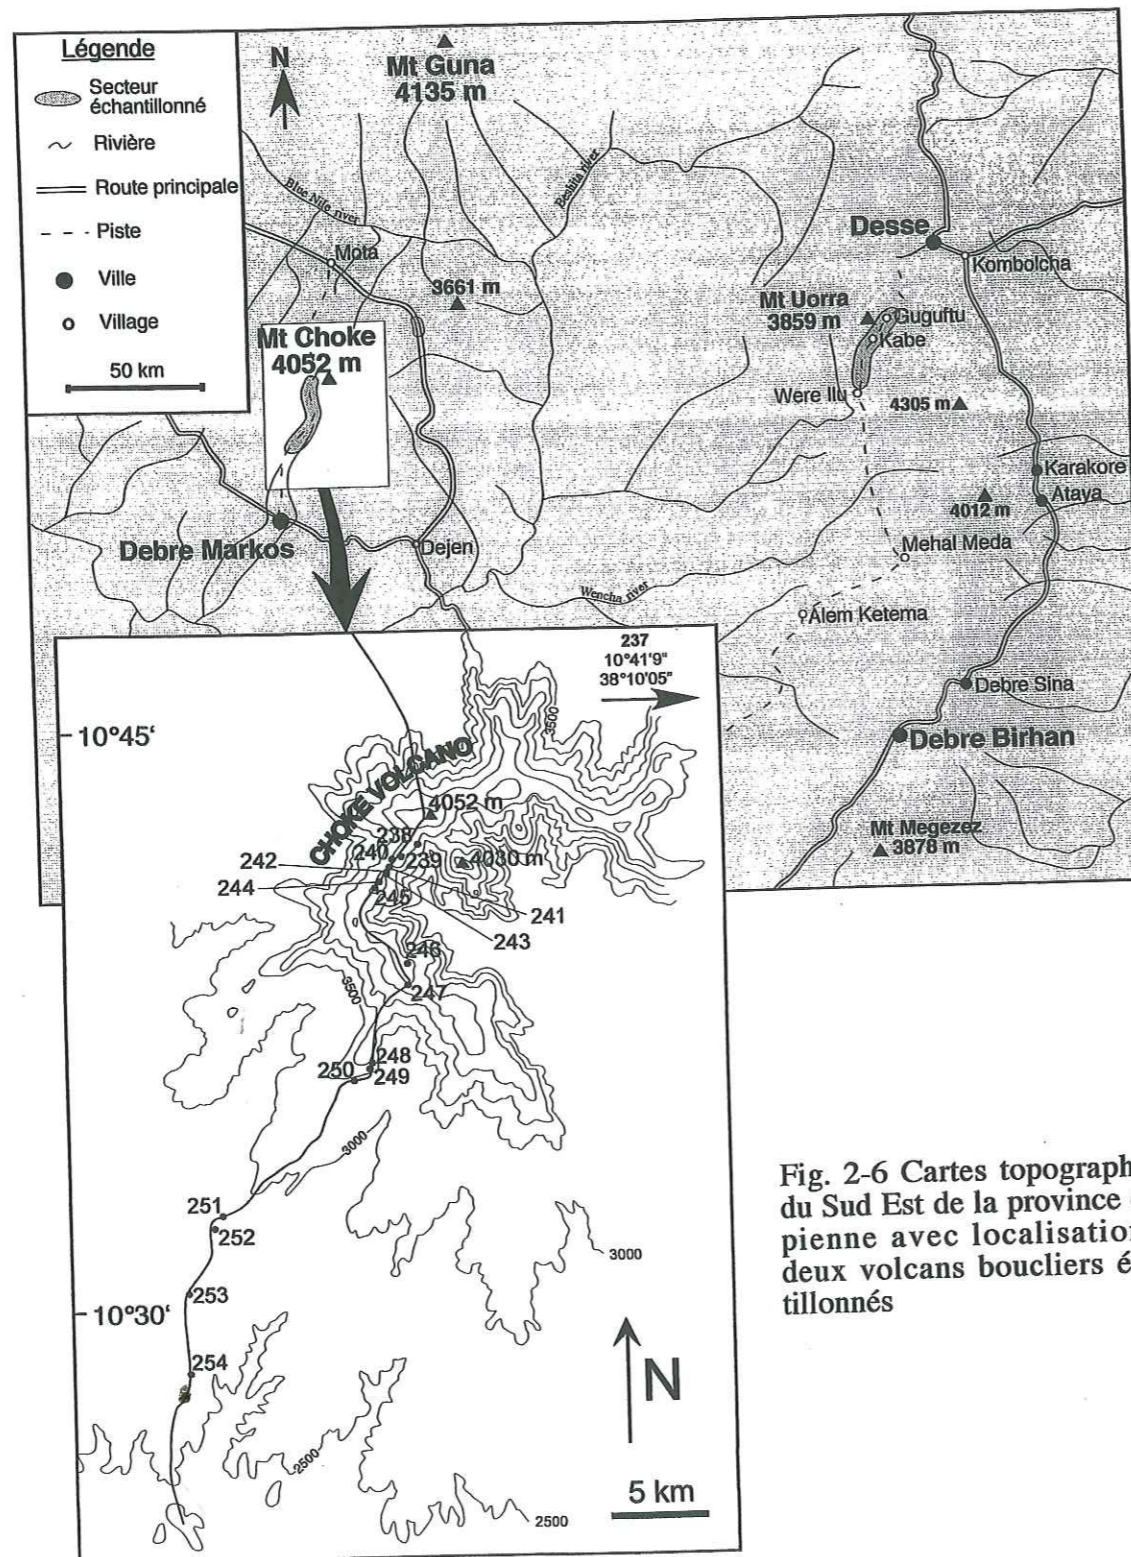 Légende
Secteur
échantillonné
Rivière
Route principale
Piste
Ville
Village
50 km
N
Mt Guna
4135 m
Blue Nile river
Beshilo river
Mota
3661 m
Mt Choke
4052 m
Desse
Kombolcha
Mt Uorra
3859 m
Guguftu
Kabe
Were Ilu
4305 m
Karakore
Ataya
4012 m
Mehal Meda
Debre Markos
Dejen
Wencha river
Alem Ketema
Debre Sina
Debre Birhan
Mt Megezez
3878 m
237
10°41'9"
38°10'05"
3500
10°45'
CHOKE VOLCANO
4052 m
238
240
239
4030 m
242
244
245
241
243
246
247
3500
248
250
249
3000
251
252
3000
253
10°30'
254
N
2500
5 km
2500
Fig. 2-6 Cartes topograph
du Sud Est de la province
pienne avec localisation
deux volcans boucliers é
tillonnés